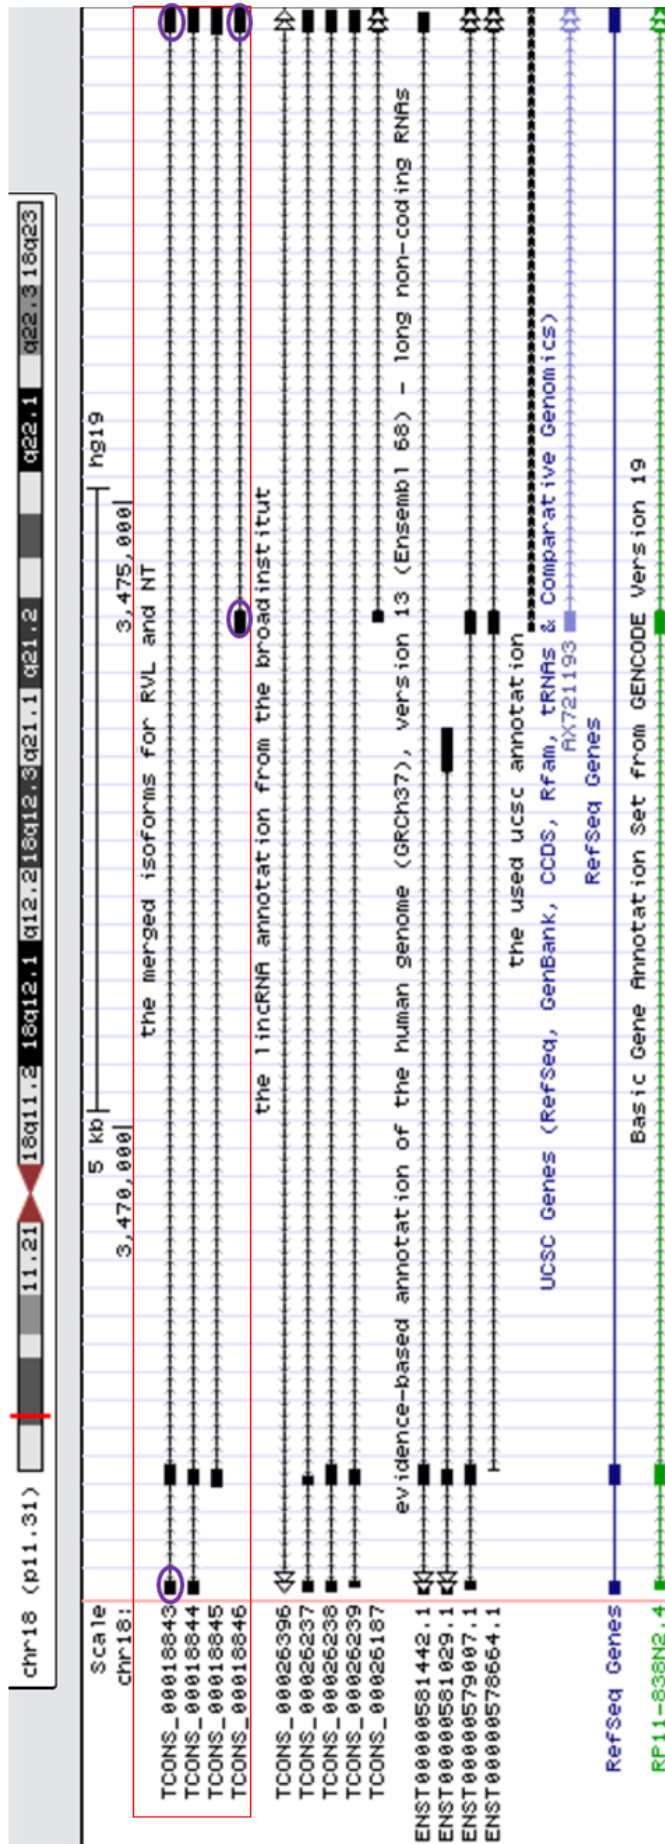 chr18 (p11.31) 11.21 18q11.2 18q12.1 q12.2 18q12.3 q21.1 q21.2 q22.1 q22.3 18q23
Scale 5 kb hg19
chr18: 3,470,000 3,475,000
the merged isoforms for RVL and NT
TCONS_00018843
TCONS_00018844
TCONS_00018845
TCONS_00018846
the lincRNA annotation from the broadinstitut
TCONS_00026396
TCONS_00026237
TCONS_00026238
TCONS_00026239
TCONS_00026187
evidence-based annotation of the human genome (GRCh37), version 13 (Ensembl 68) - long non-coding RNAs
ENST00000581442.1
ENST00000581029.1
ENST00000579007.1
ENST00000578664.1
the used ucsc annotation
UCSC Genes (RefSeq, GenBank, CCDS, Rfam, tRNAs & Comparative Genomics)
AX721193
RefSeq Genes
RefSeq Genes
Basic Gene Annotation Set from GENCODE Version 19
RP11-838N2.4